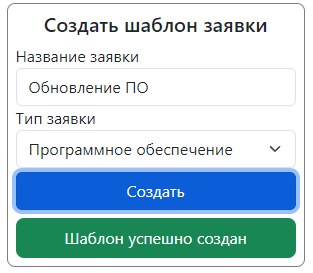 Создать шаблон заявки
Название заявки
Обновление ПО
Тип заявки
Программное обеспечение
Создать
Шаблон успешно создан